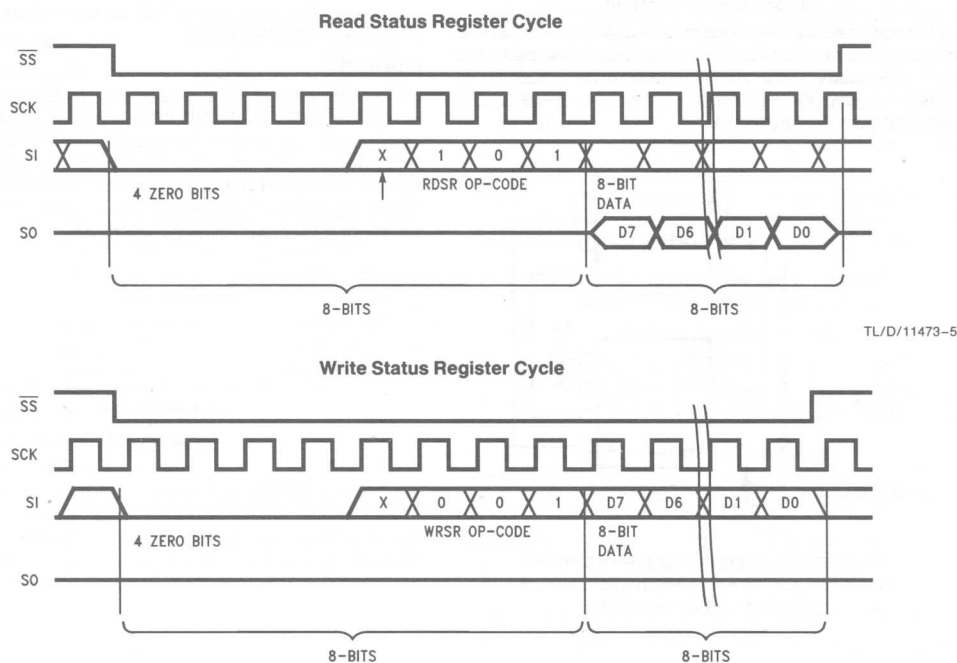 Read Status Register Cycle
SS
SCK
SI
X 1 0 1
4 ZERO BITS RDSR OP-CODE 8-BIT
DATA
SO
D7 D6 D1 D0
8-BITS 8-BITS
TL/D/11473-5
Write Status Register Cycle
SS
SCK
SI
X 0 0 1 D7 D6 D1 D0
4 ZERO BITS WRSR OP-CODE 8-BIT
DATA
SO
8-BITS 8-BITS